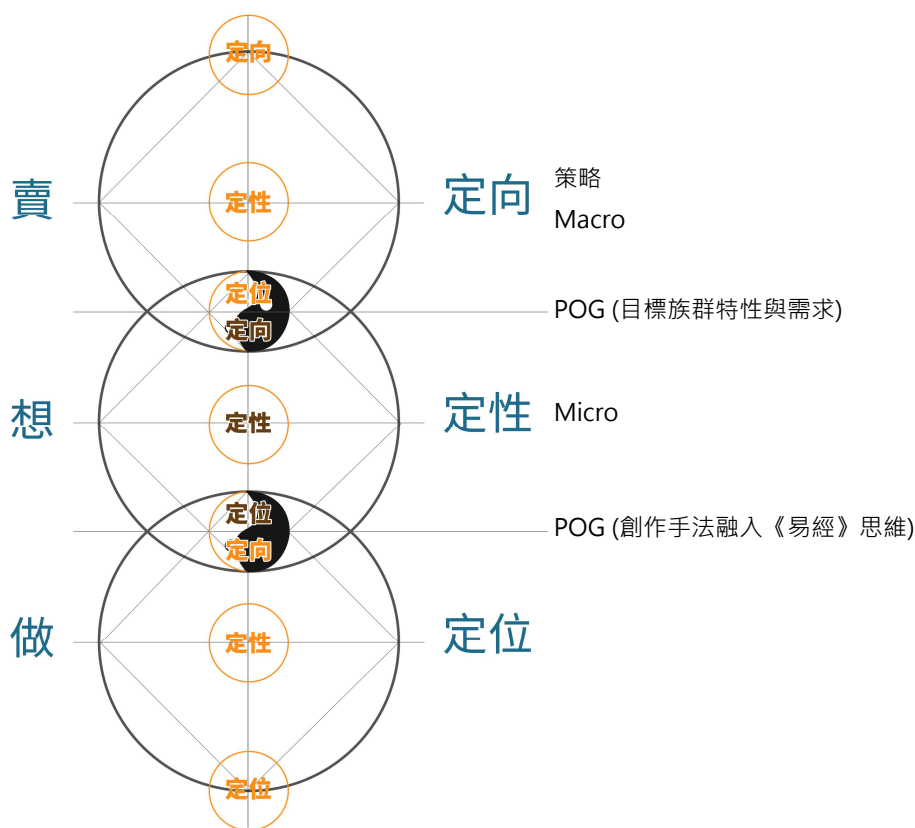 定向
賣
定性
定向
策略
Macro
定位
定向
POG (目標族群特性與需求)
想
定性
定性
Micro
定位
定向
POG (創作手法融入《易經》思維)
做
定性
定位
定位